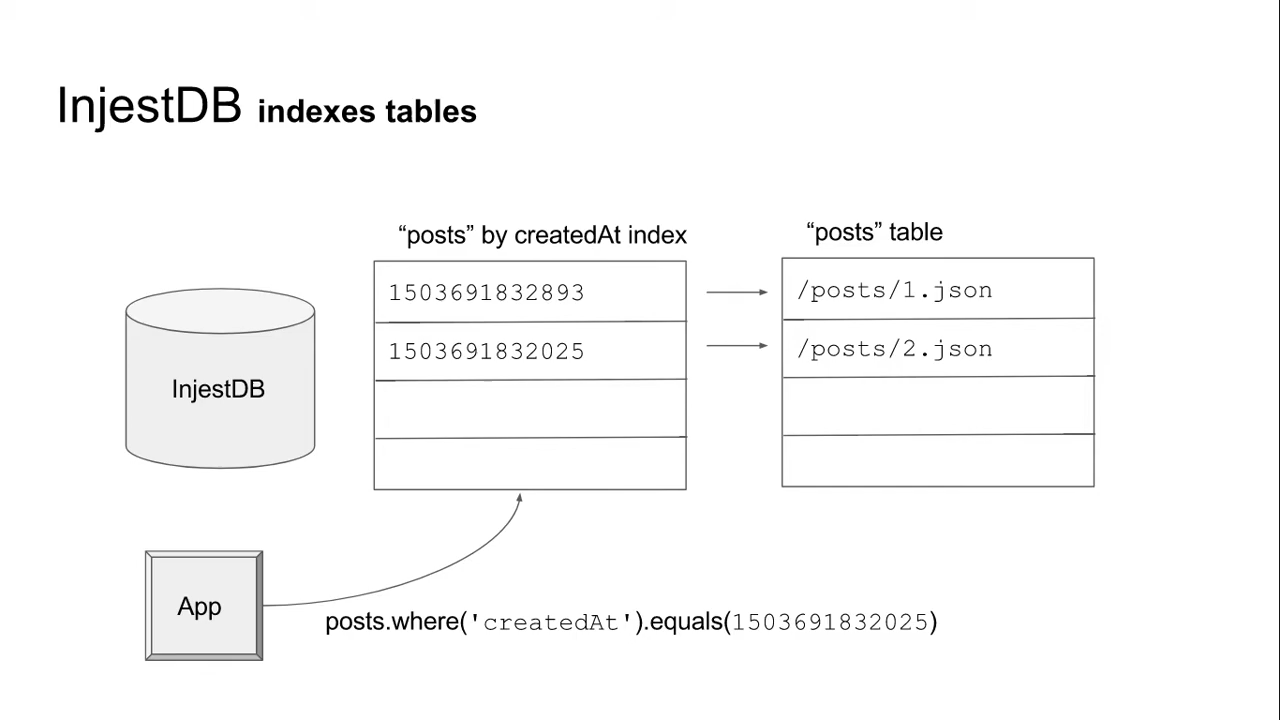 InjestDB indexes tables
“posts” by createdAt index
“posts” table
1503691832893
/posts/1.json
1503691832025
/posts/2.json
InjestDB
App
posts.where('createdAt').equals(1503691832025)